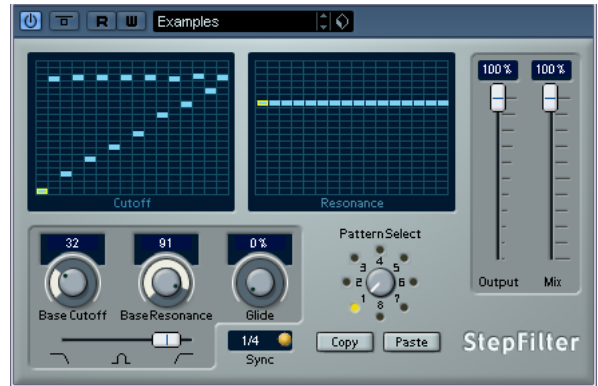 R W Examples
100 % 100 %
Cutoff Resonance
32 91 0 %
Base Cutoff Base Resonance Glide
Pattern Select
1 2 3 4 5 6 7 8
Output Mix
1/4
Sync
Copy Paste
StepFilter